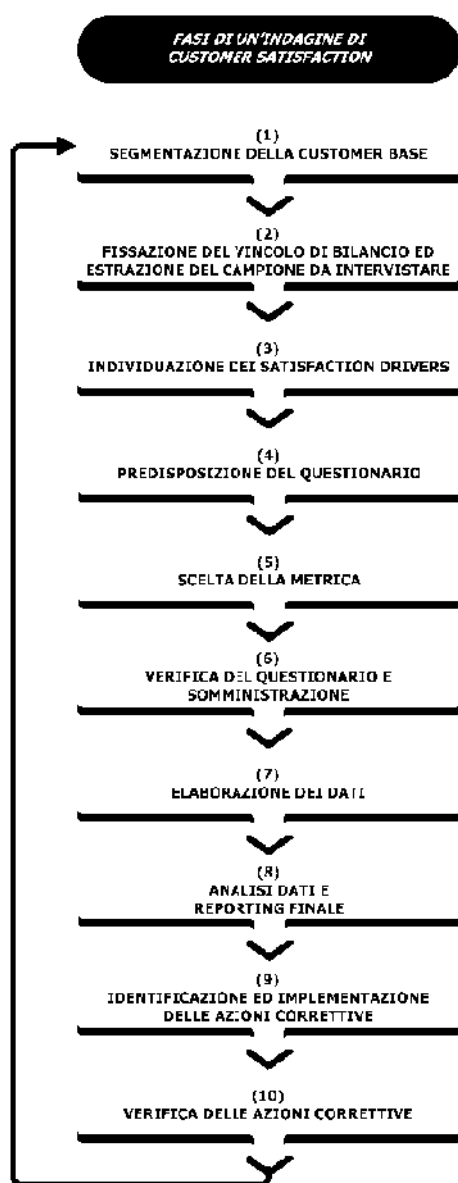 FASI DI UN'INDAGINE DI
CUSTOMER SATISFACTION
(1)
SEGMENTAZIONE DELLA CUSTOMER BASE
(2)
FISSAZIONE DEL VINCOLO DI BILANCIO ED
ESTRAZIONE DEL CAMPIONE DA INTERVISTARE
(3)
INDIVIDUAZIONE DEI SATISFACTION DRIVERS
(4)
PREDISPOSIZIONE DEL QUESTIONARIO
(5)
SCELTA DELLA METRICA
(6)
VERIFICA DEL QUESTIONARIO E
SOMMINISTRAZIONE
(7)
ELABORAZIONE DEI DATI
(8)
ANALISI DATI E
REPORTING FINALE
(9)
IDENTIFICAZIONE ED IMPLEMENTAZIONE
DELLE AZIONI CORRETTIVE
(10)
VERIFICA DELLE AZIONI CORRETTIVE